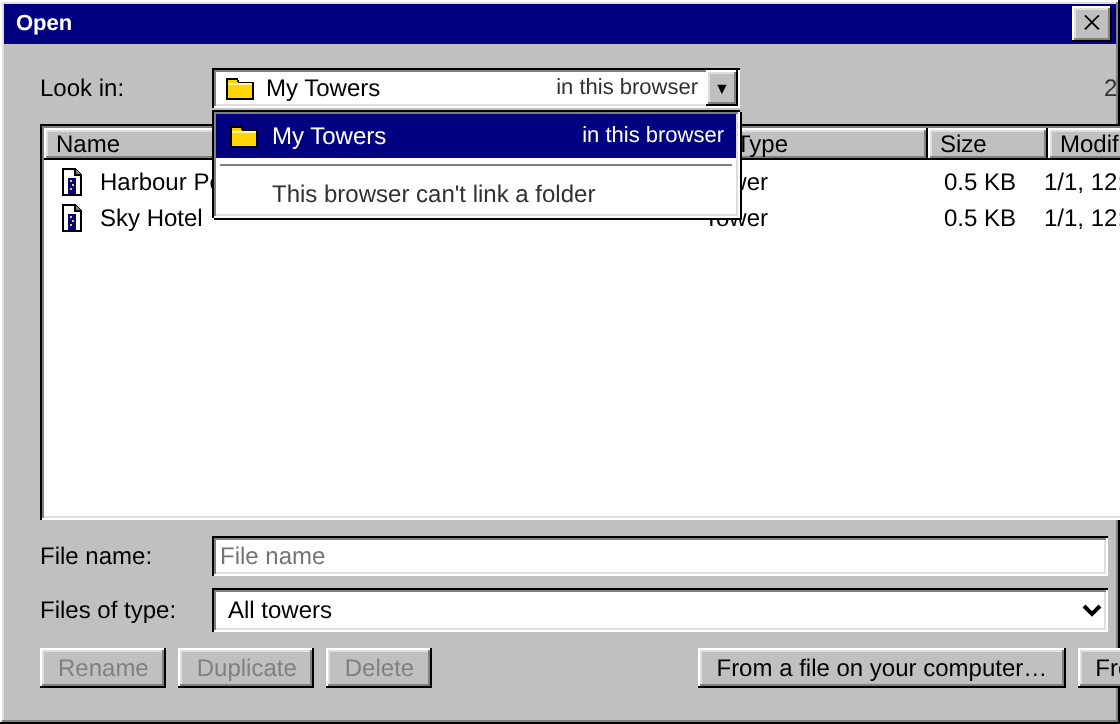 Open
Look in: My Towers in this browser 2
My Towers in this browser
This browser can't link a folder
Name Type Size Modif
Harbour P wer 0.5 KB 1/1, 12:
Sky Hotel Tower 0.5 KB 1/1, 12:
File name: File name
Files of type: All towers
Rename Duplicate Delete From a file on your computer… Fr